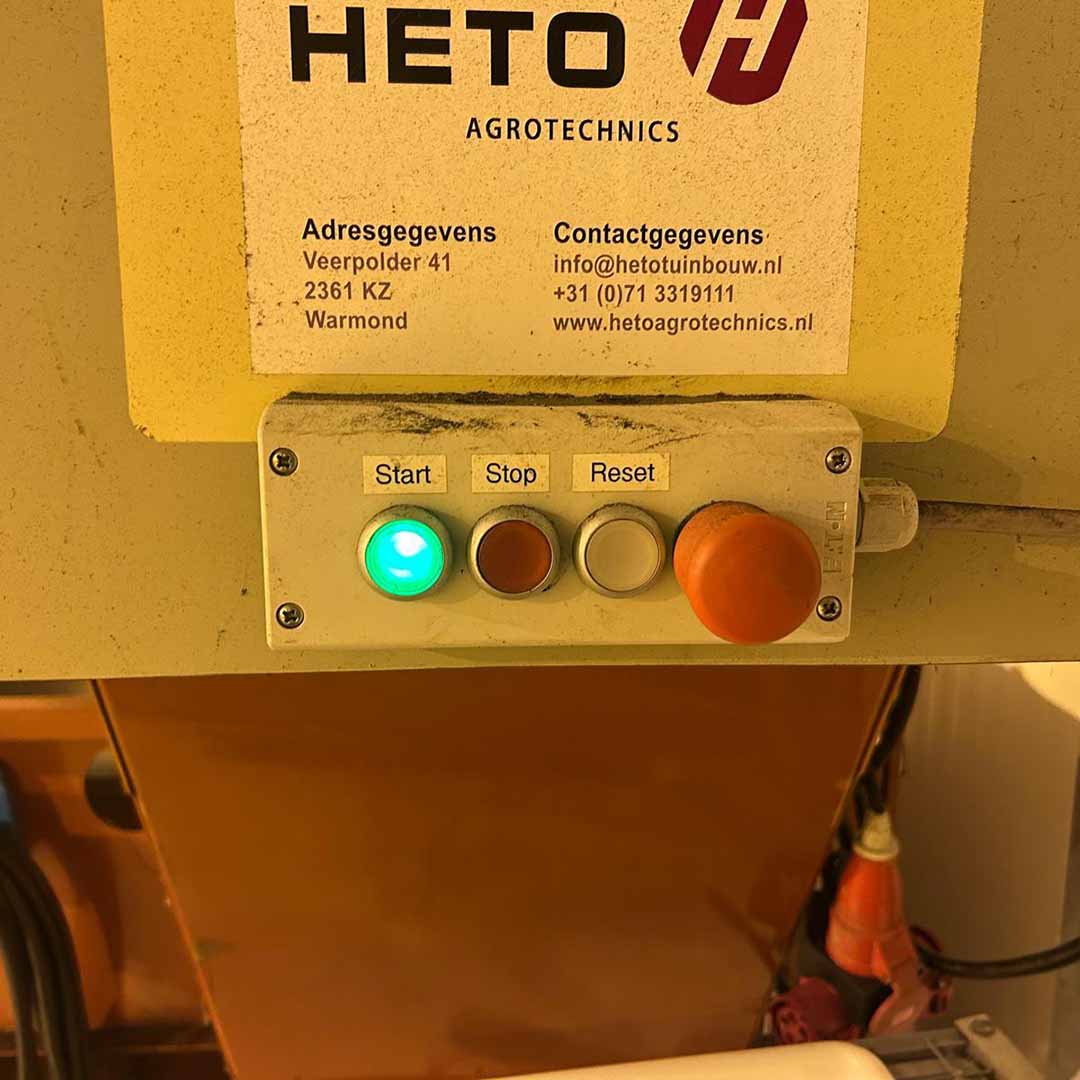 HETO
AGROTECHNICS
Adresgegevens
Veerpolder 41
2361 KZ
Warmond
Contactgegevens
info@hetotuinbouw.nl
+31 (0)71 3319111
www.hetoagrotechnics.nl
Start
Stop
Reset
E·T·N